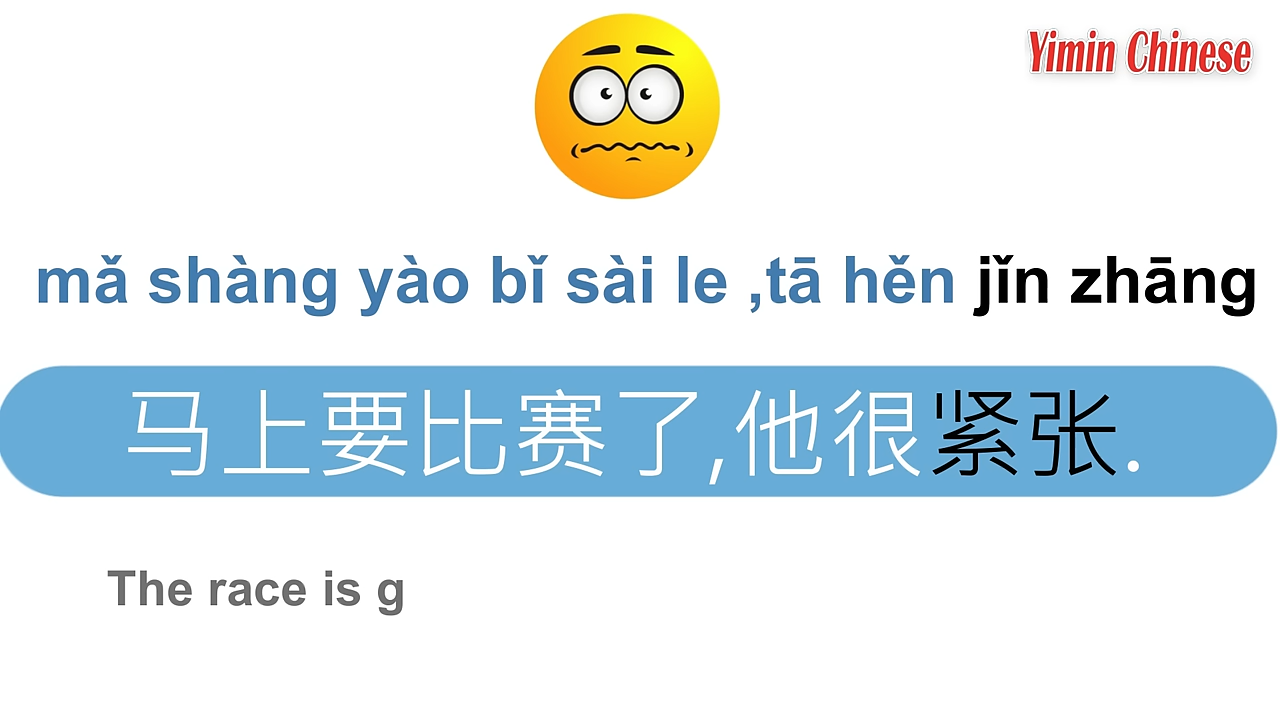 Yimin Chinese
mǎ shàng yào bǐ sài le ,tā hěn jǐn zhāng
马上要比赛了,他很紧张.
The race is g